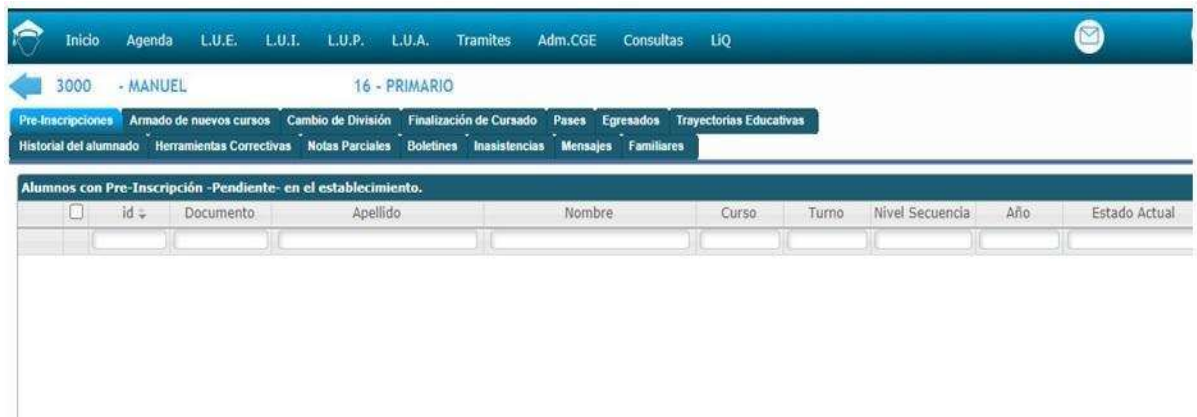 Inicio Agenda L.U.E. L.U.I. L.U.P. L.U.A. Tramites Adm.CGE Consultas LiQ
3000 - MANUEL 16 - PRIMARIO
Pre-Inscripciones Armado de nuevos cursos Cambio de División Finalización de Cursado Pases Egresados Trayectorias Educativas
Historial del alumnado Herramientas Correctivas Notas Parciales Boletines Inasistencias Mensajes Familiares
Alumnos con Pre-Inscripción -Pendiente- en el establecimiento.
id Documento Apellido Nombre Curso Turno Nivel Secuencia Año Estado Actual